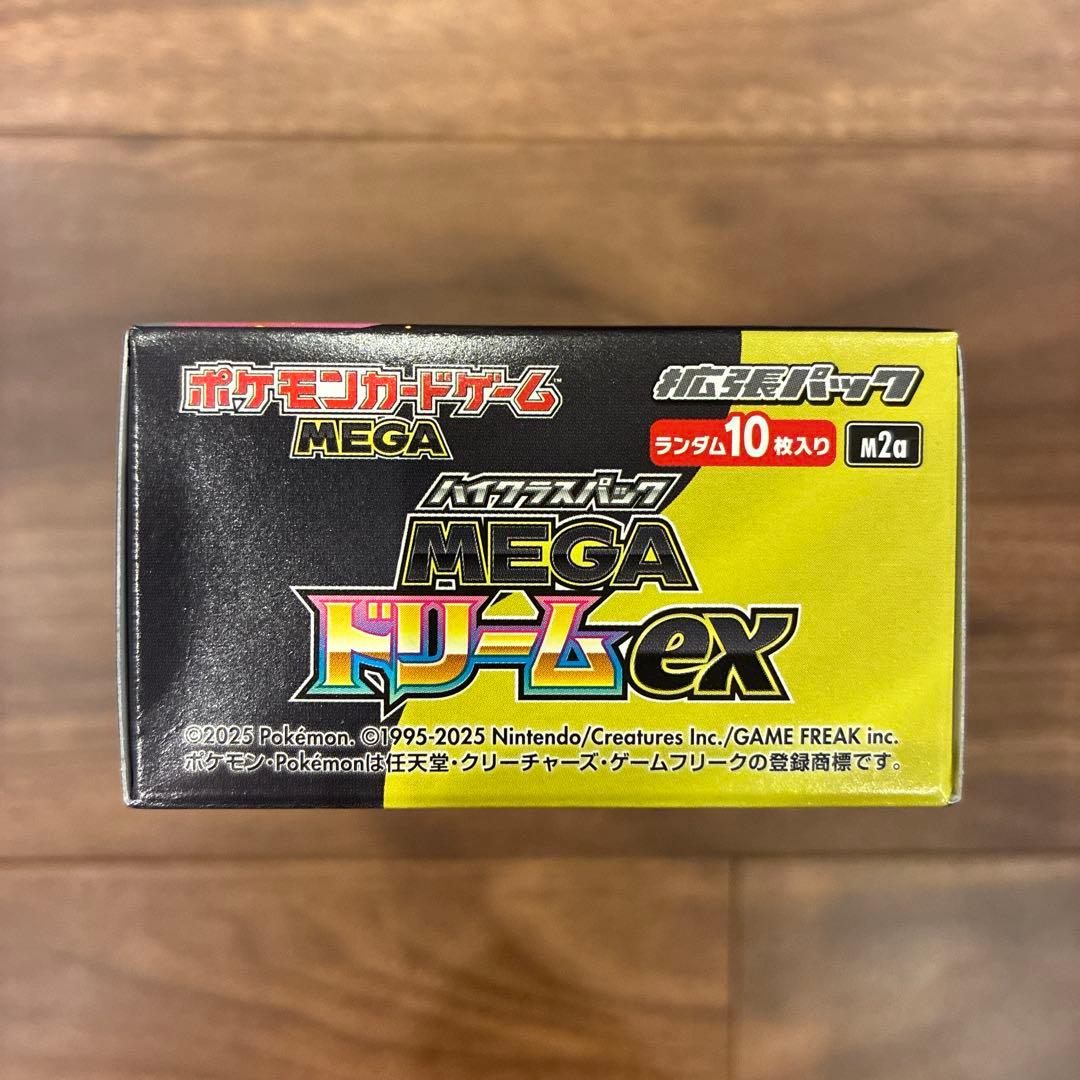 ポケモンカードゲーム™
MEGA
拡張パック
ランダム10枚入り
M2a
ハイクラスパック
MEGA
ドリームex
©2025 Pokémon. ©1995-2025 Nintendo/Creatures Inc./GAME FREAK inc.
ポケモン・Pokémonは任天堂・クリーチャーズ・ゲームフリークの登録商標です。